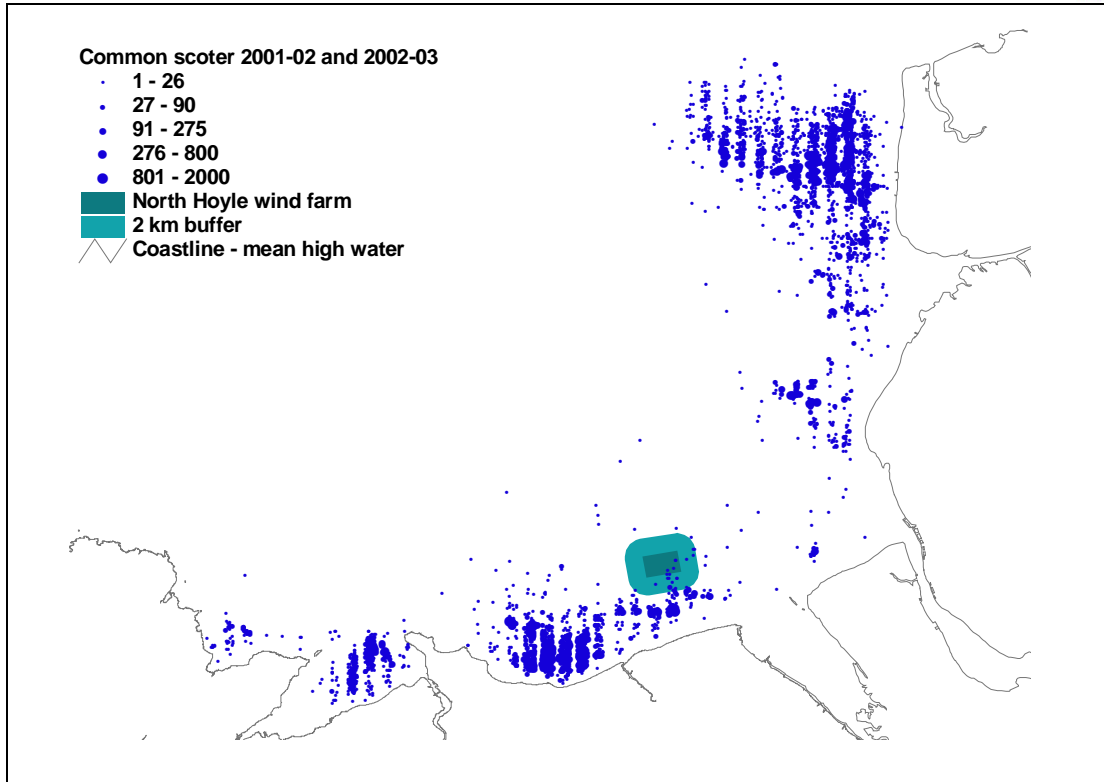 Common scoter 2001-02 and 2002-03
1 - 26
27 - 90
91 - 275
276 - 800
801 - 2000
North Hoyle wind farm
2 km buffer
Coastline - mean high water